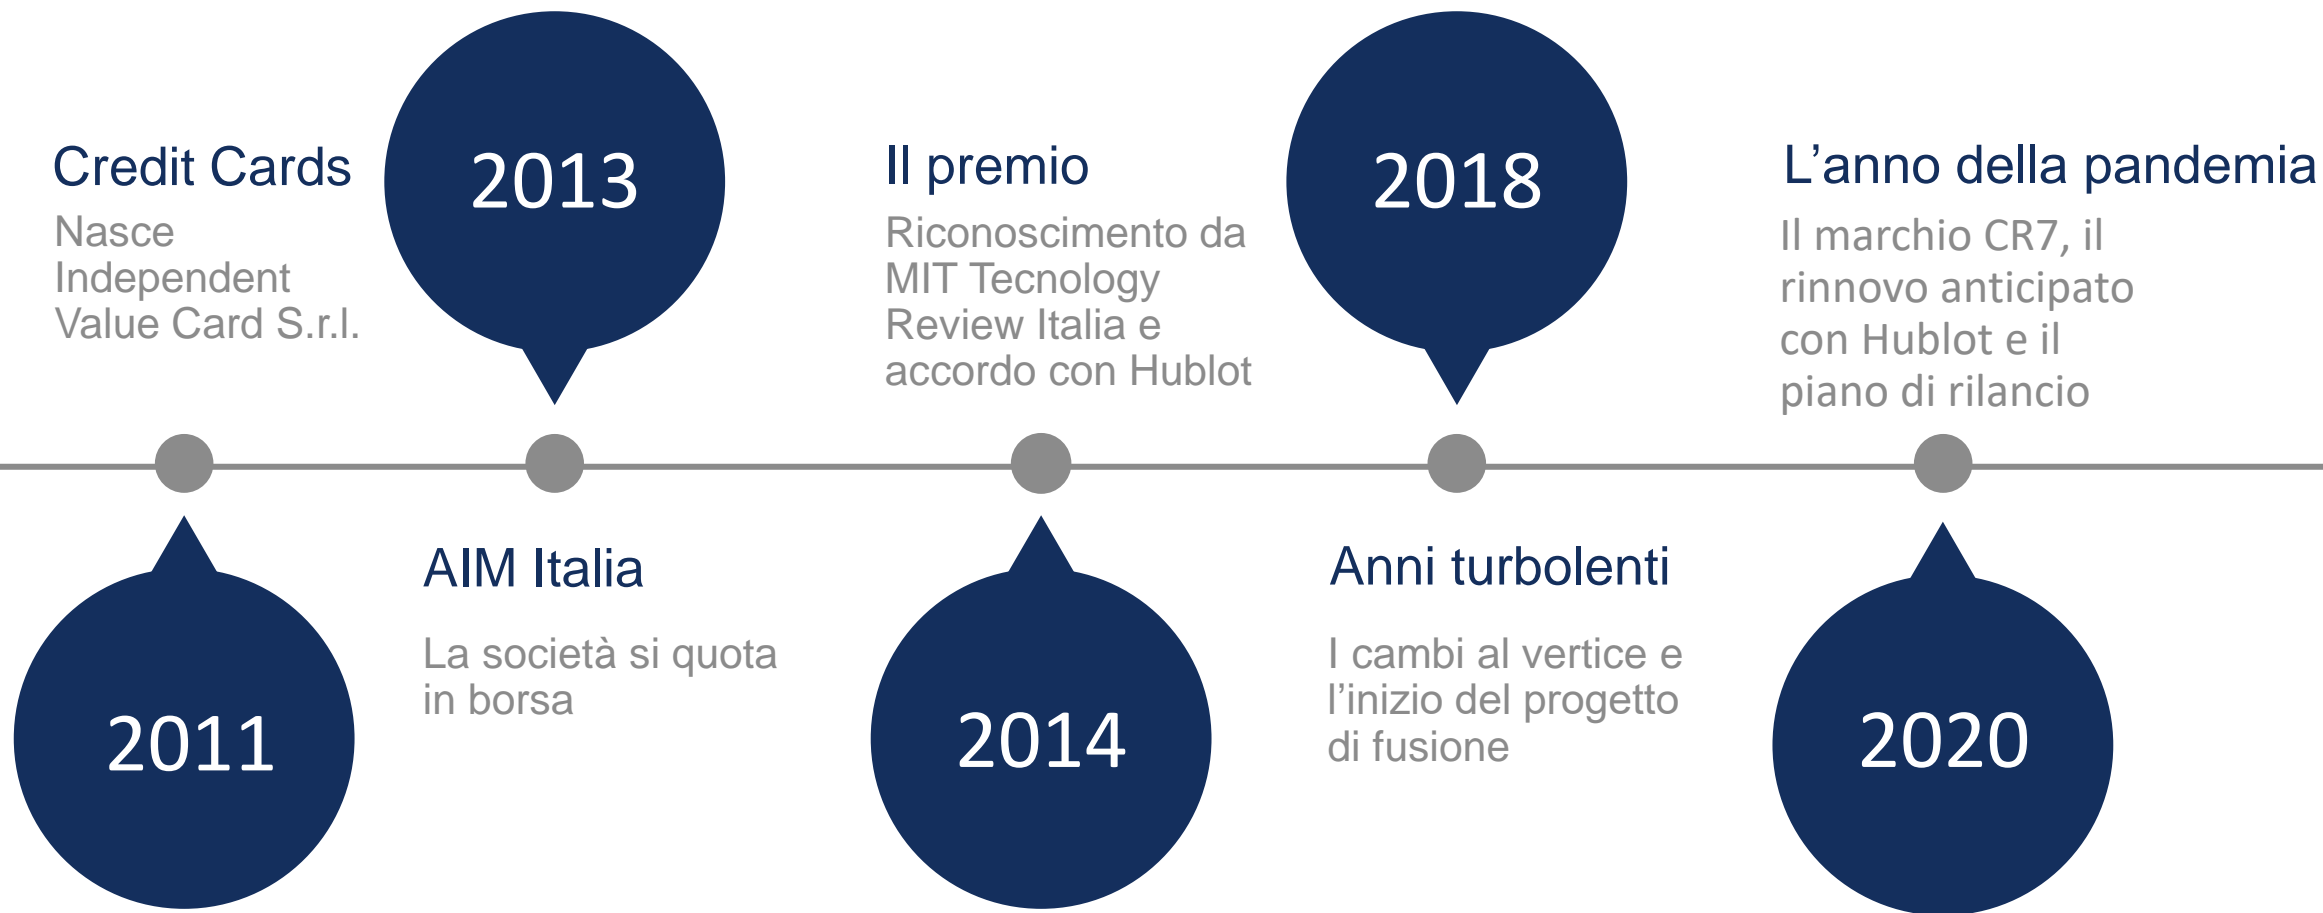 Credit Cards
Nasce
Independent
Value Card S.r.l.
2011
2013
AIM Italia
La società si quota
in borsa
Il premio
Riconoscimento da
MIT Tecnology
Review Italia e
accordo con Hublot
2014
2018
Anni turbolenti
I cambi al vertice e
l’inizio del progetto
di fusione
L’anno della pandemia
Il marchio CR7, il
rinnovo anticipato
con Hublot e il
piano di rilancio
2020